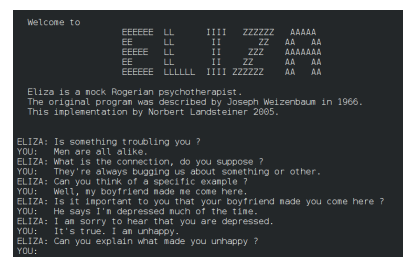 Welcome to
EEEEEE LL IIII ZZZZZZ AAAAA
EE LL II ZZ AA AA
EEEEE LL II ZZZ AAAAAAA
EE LL II ZZ AA AA
EEEEEE LLLLLL IIII ZZZZZZ AA AA
Eliza is a mock Rogerian psychotherapist.
The original program was described by Joseph Weizenbaum in 1966.
This implementation by Norbert Landsteiner 2005.
ELIZA: Is something troubling you ?
YOU: Men are all alike.
ELIZA: What is the connection, do you suppose ?
YOU: They're always bugging us about something or other.
ELIZA: Can you think of a specific example ?
YOU: Well, my boyfriend made me come here.
ELIZA: Is it important to you that your boyfriend made you come here ?
YOU: He says I'm depressed much of the time.
ELIZA: I am sorry to hear that you are depressed.
YOU: It's true. I am unhappy.
ELIZA: Can you explain what made you unhappy ?
YOU: